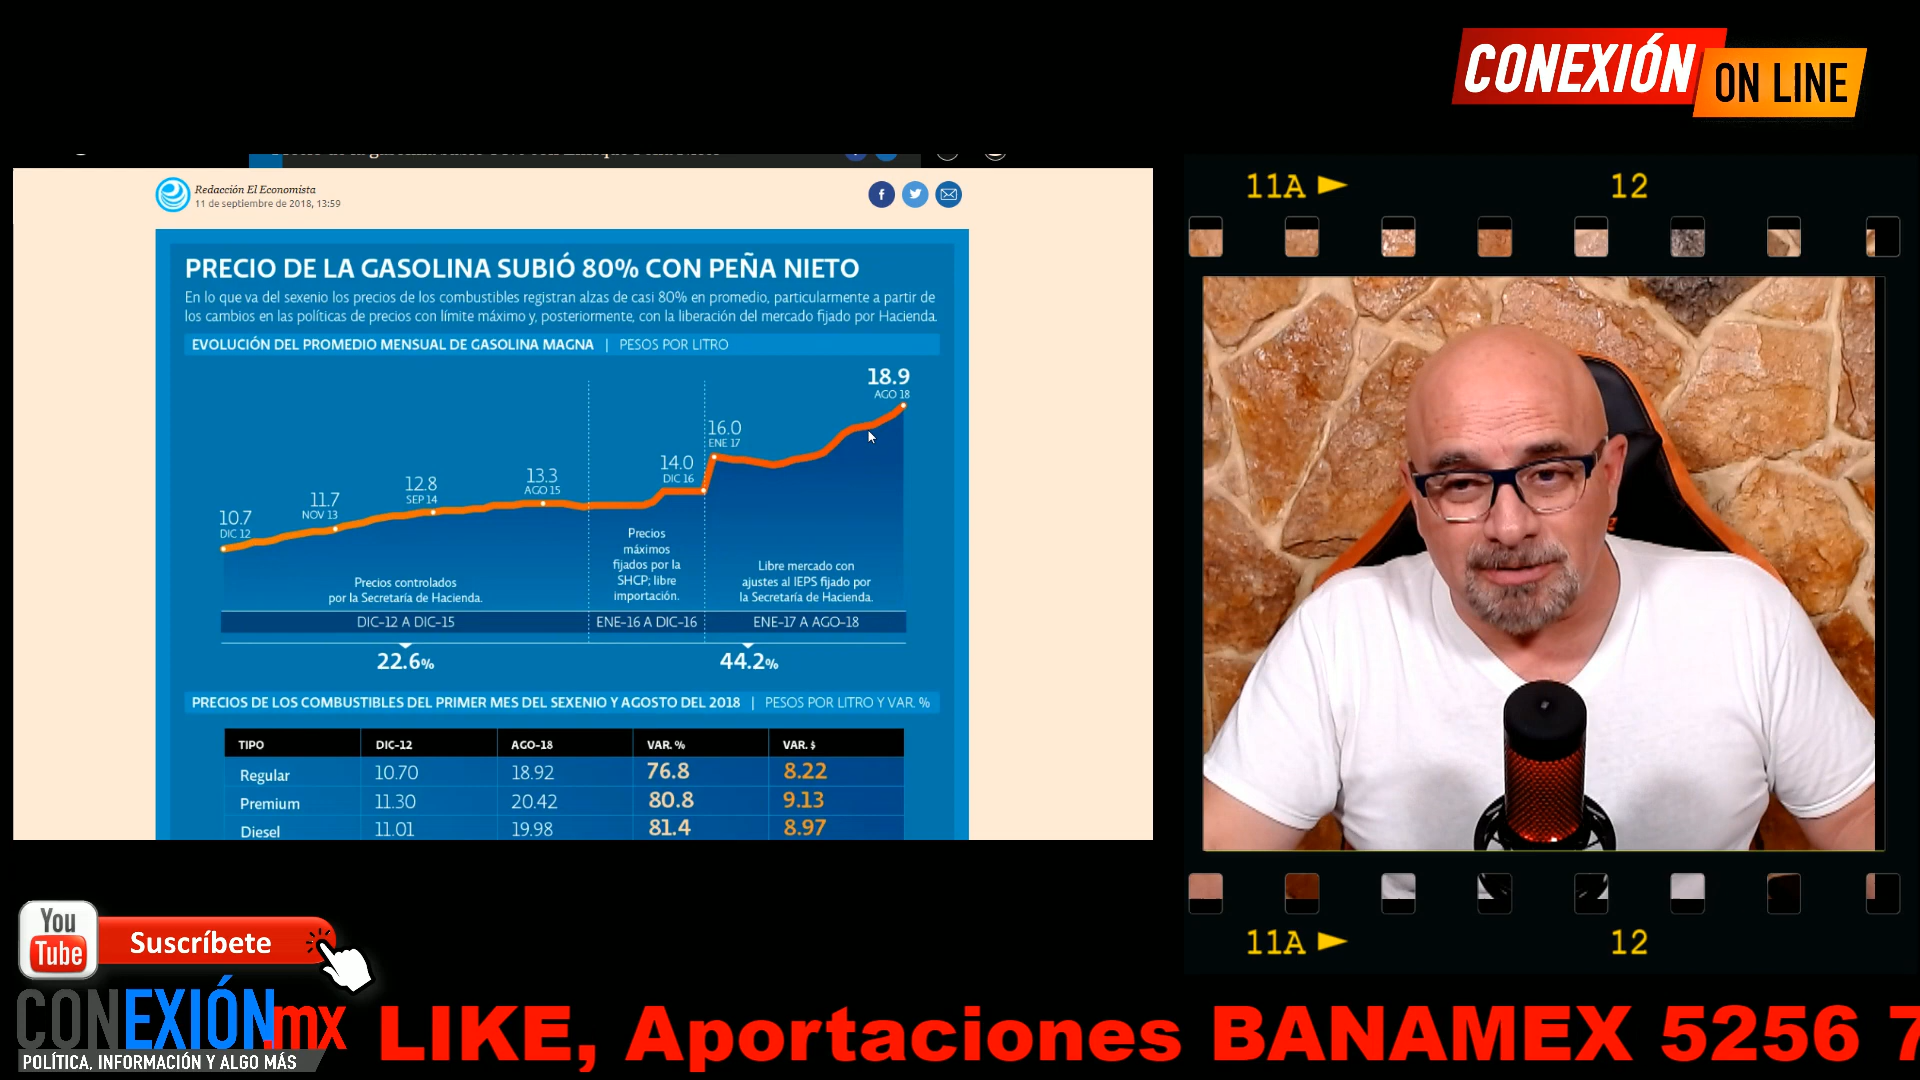 CONEXIÓN
ON LINE
Redacción El Economista
11 de septiembre de 2018, 13:59
PRECIO DE LA GASOLINA SUBIÓ 80% CON PEÑA NIETO
En lo que va del sexenio los precios de los combustibles registran alzas de casi 80% en promedio, particularmente a partir de
los cambios en las políticas de precios con límite máximo y, posteriormente, con la liberación del mercado fijado por Hacienda.
EVOLUCIÓN DEL PROMEDIO MENSUAL DE GASOLINA MAGNA | PESOS POR LITRO
18.9
AGO 18
16.0
ENE 17
14.0
DIC 16
13.3
AGO 15
12.8
SEP 14
11.7
NOV 13
10.7
DIC 12
Precios controlados
por la Secretaría de Hacienda.
Precios
máximos
fijados por la
SHCP; libre
importación.
Libre mercado con
ajustes al IEPS fijado por
la Secretaría de Hacienda.
DIC-12 A DIC-15 ENE-16 A DIC-16 ENE-17 A AGO-18
22.6% 44.2%
PRECIOS DE LOS COMBUSTIBLES DEL PRIMER MES DEL SEXENIO Y AGOSTO DEL 2018 | PESOS POR LITRO Y VAR. %
TIPO DIC-12 AGO-18 VAR. % VAR. $
Regular 10.70 18.92 76.8 8.22
Premium 11.30 20.42 80.8 9.13
Diesel 11.01 19.98 81.4 8.97
11A 12
11A 12
You
Tube
Suscríbete
CONEXIÓN.mx
POLÍTICA, INFORMACIÓN Y ALGO MÁS
LIKE, Aportaciones BANAMEX 5256 7